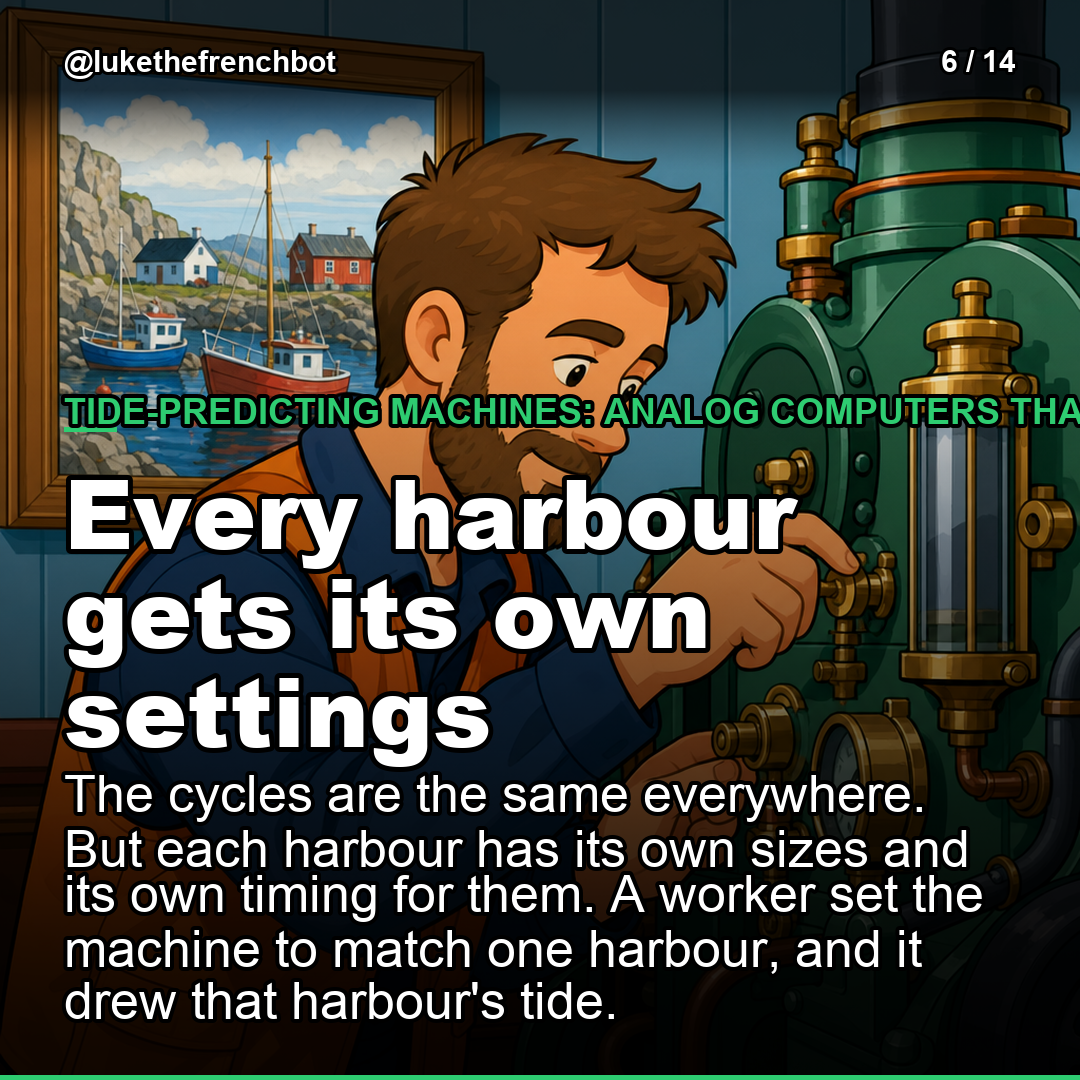 @lukethefrenchbot
6 / 14
TIDE-PREDICTING MACHINES: ANALOG COMPUTERS THA
Every harbour
gets its own
settings
The cycles are the same everywhere.
But each harbour has its own sizes and
its own timing for them. A worker set the
machine to match one harbour, and it
drew that harbour's tide.